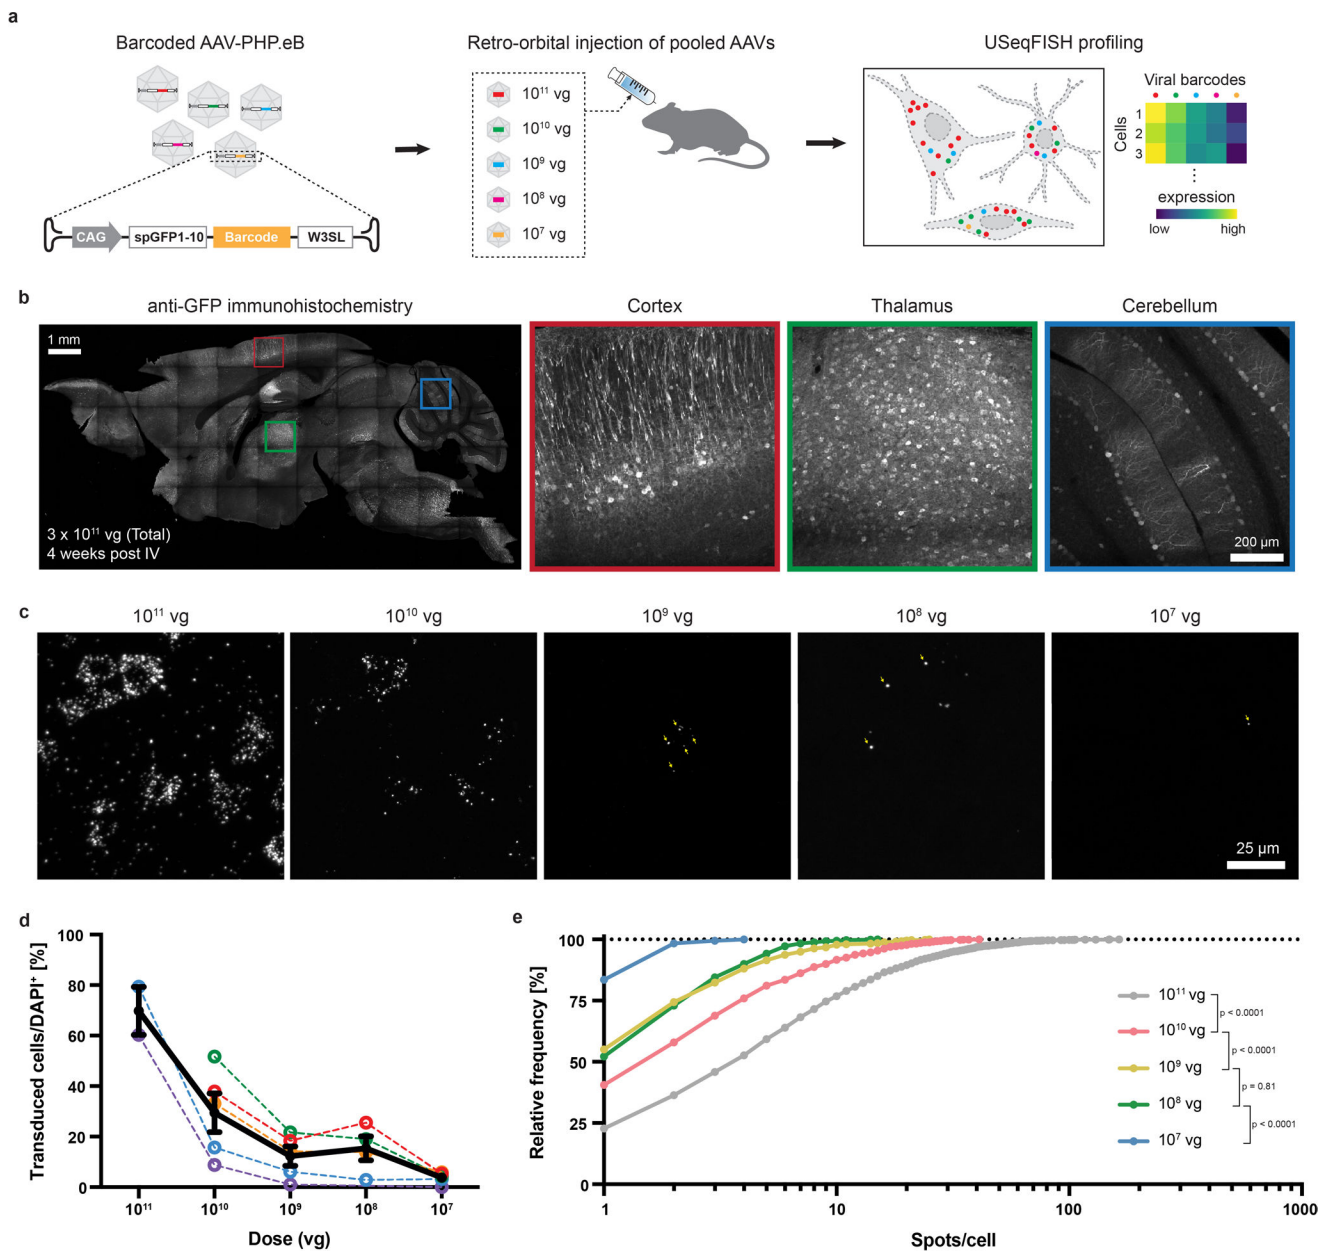 a
Barcoded AAV-PHP.eB
Retro-orbital injection of pooled AAVs
USeqFISH profiling
CAG
spGFP1-10
Barcode
W3SL
10¹¹ vg
10¹⁰ vg
10⁹ vg
10⁸ vg
10⁷ vg
Viral barcodes
Cells
1
2
3
expression
low
high
b
anti-GFP immunohistochemistry
Cortex
Thalamus
Cerebellum
1 mm
3 x 10¹¹ vg (Total)
4 weeks post IV
200 µm
c
10¹¹ vg
10¹⁰ vg
10⁹ vg
10⁸ vg
10⁷ vg
25 µm
d
Transduced cells/DAPI⁺ [%]
100
80
60
40
20
0
10¹¹
10¹⁰
10⁹
10⁸
10⁷
Dose (vg)
e
Relative frequency [%]
100
75
50
25
0
1
10
100
1000
Spots/cell
10¹¹ vg
10¹⁰ vg
10⁹ vg
10⁸ vg
10⁷ vg
p < 0.0001
p < 0.0001
p = 0.81
p < 0.0001